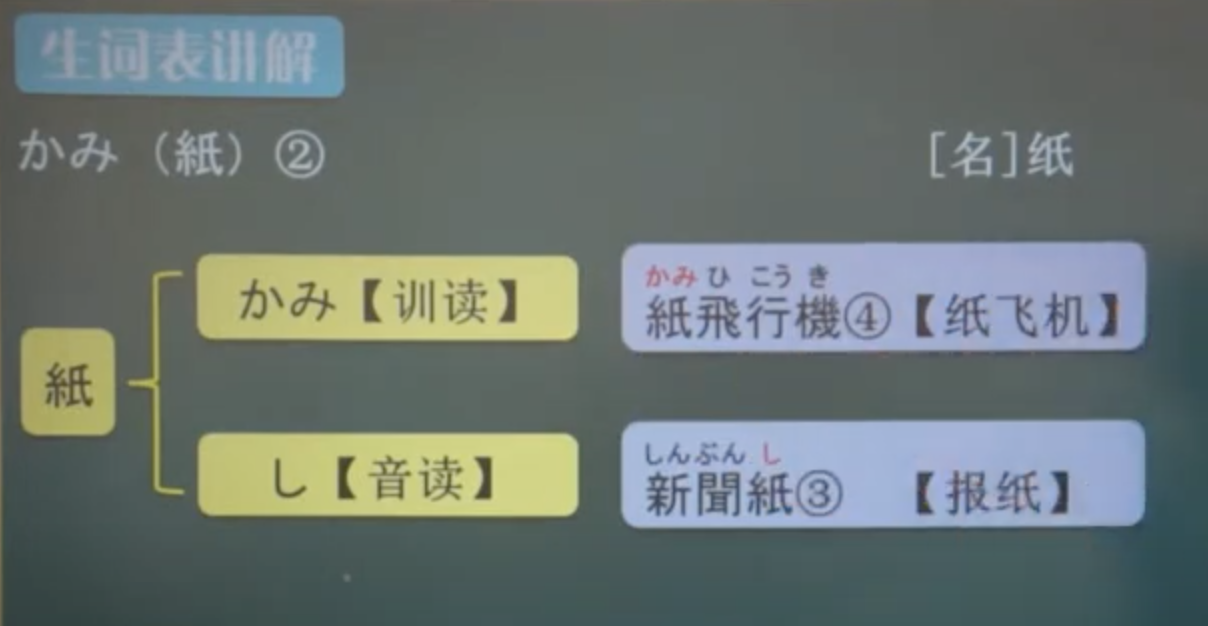 生词表讲解
かみ（紙）② [名]纸
紙
かみ【训读】
かみ ひ こう き
紙飛行機④【纸飞机】
し【音读】
しんぶん し
新聞紙③ 【报纸】